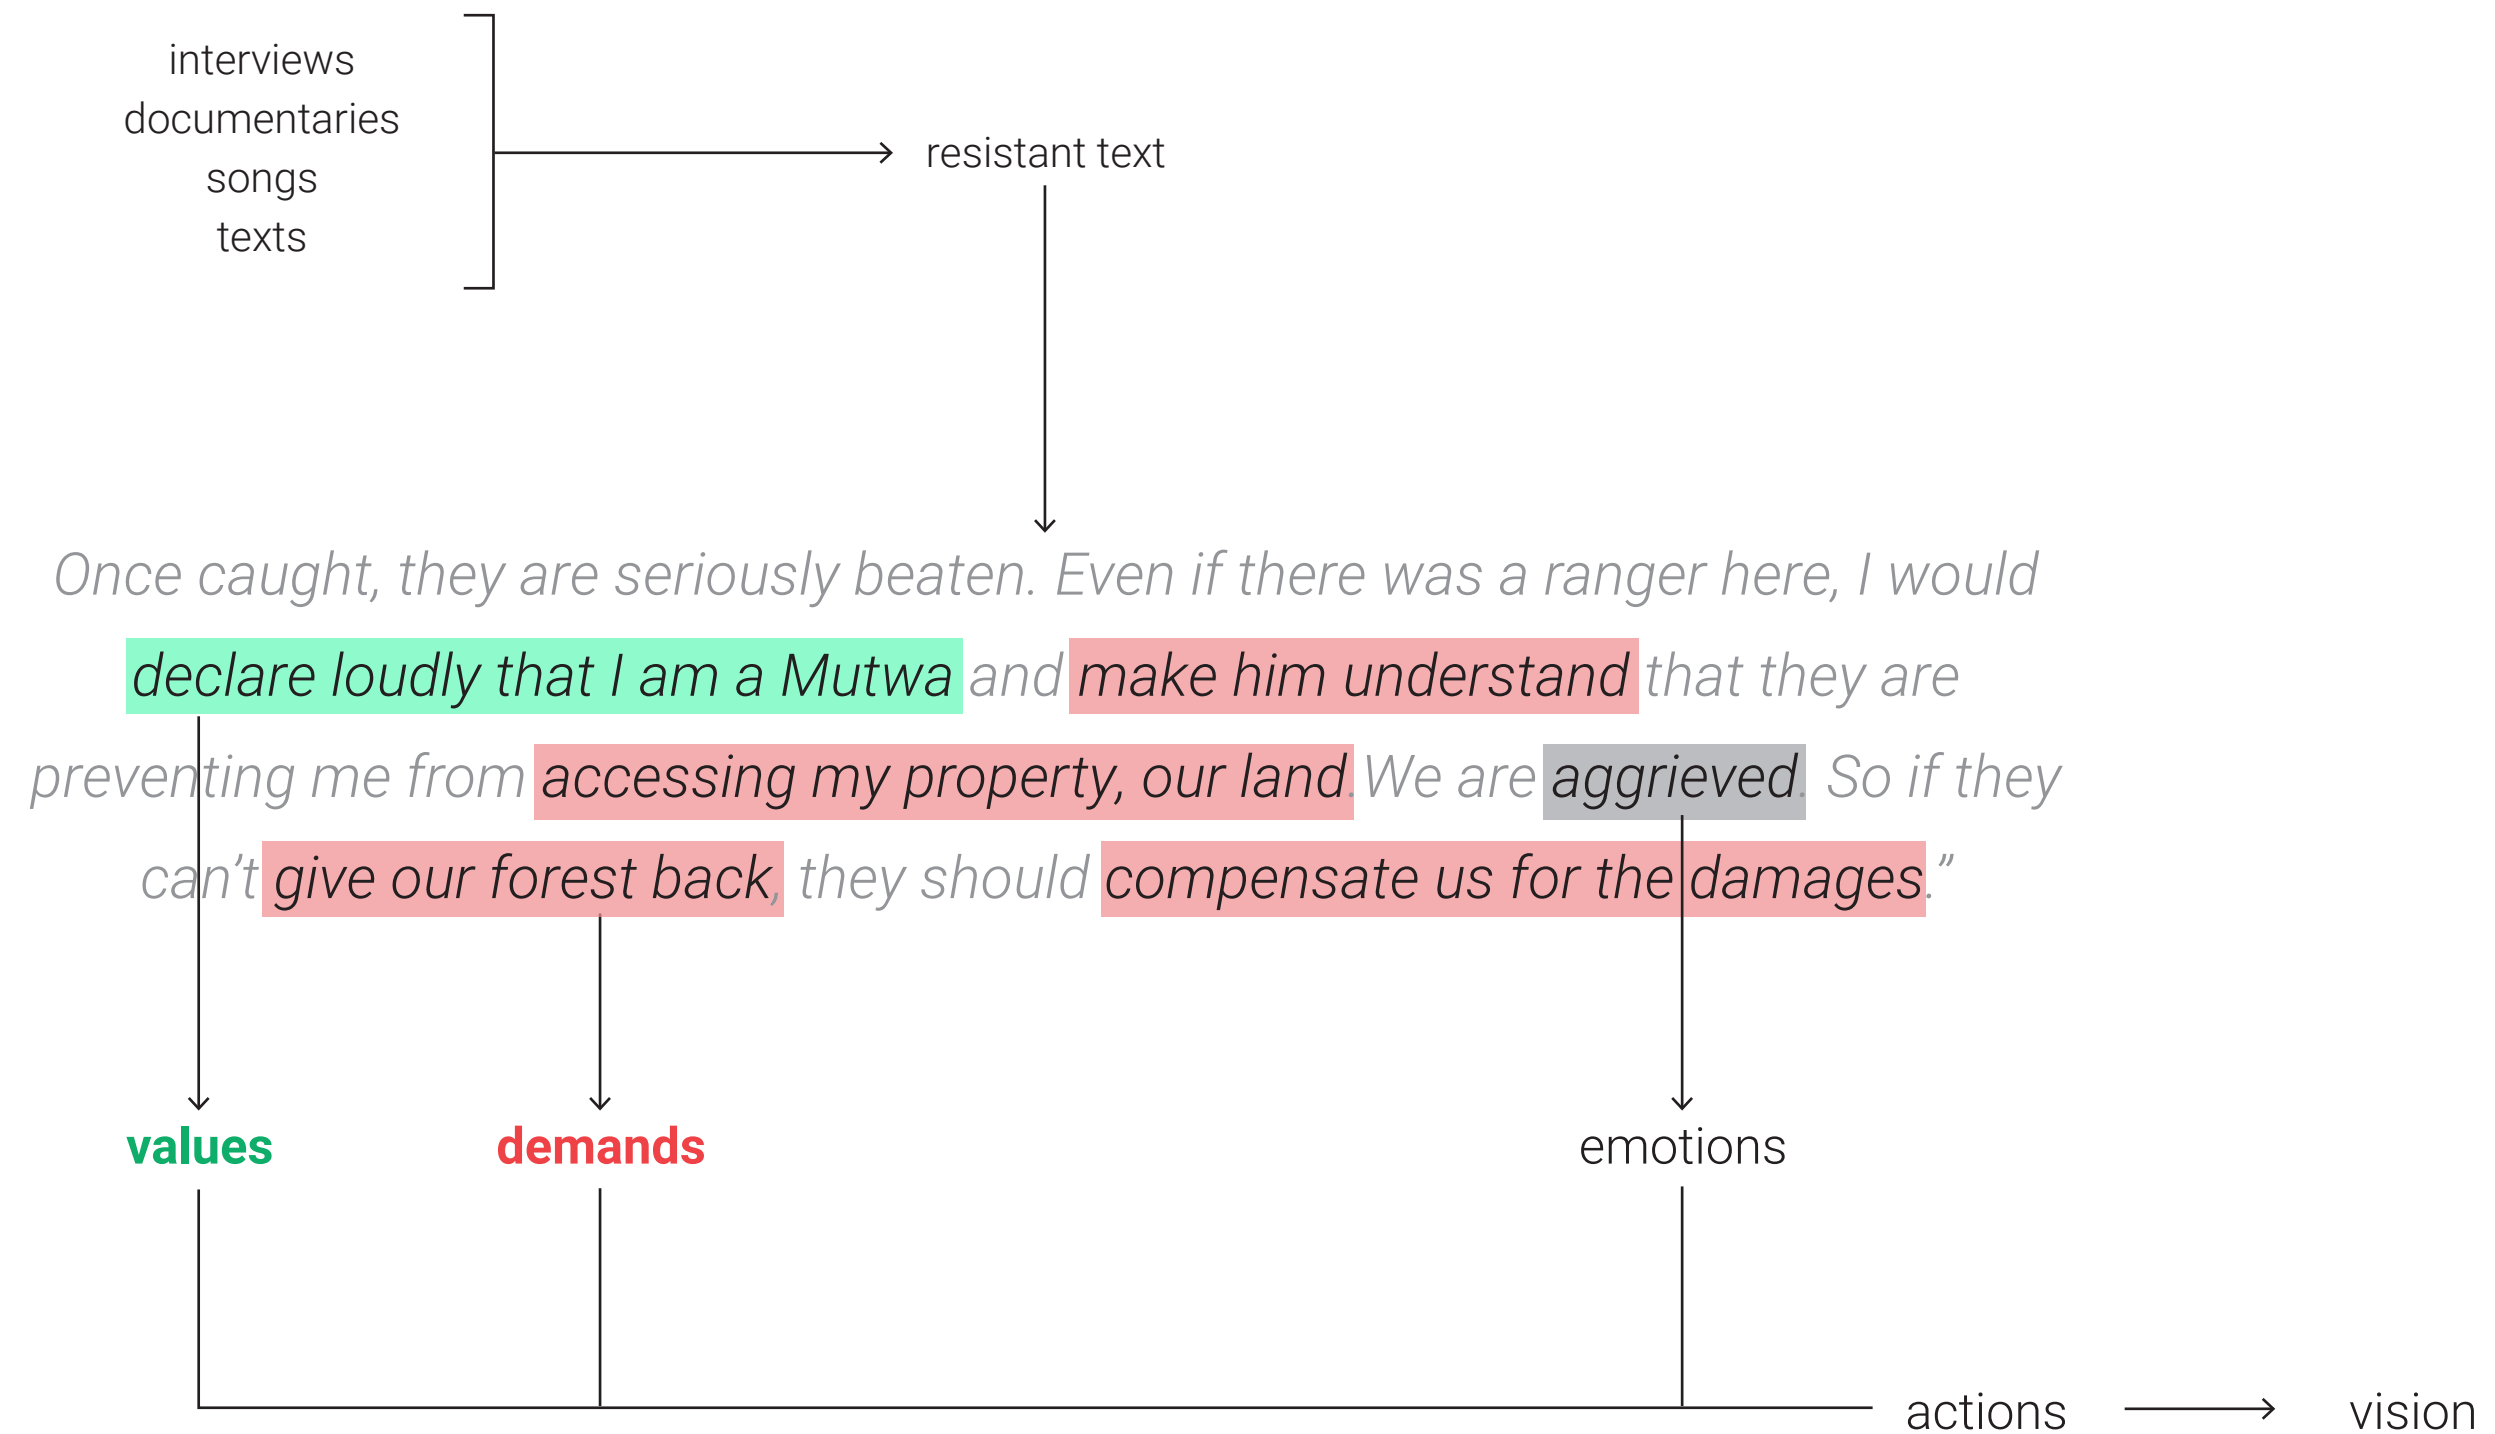 interviews
documentaries
songs
texts
resistant text
Once caught, they are seriously beaten. Even if there was a ranger here, I would
declare loudly that I am a Mutwa and make him understand that they are
preventing me from accessing my property, our land. We are aggrieved. So if they
can’t give our forest back, they should compensate us for the damages.”
values
demands
emotions
actions
vision